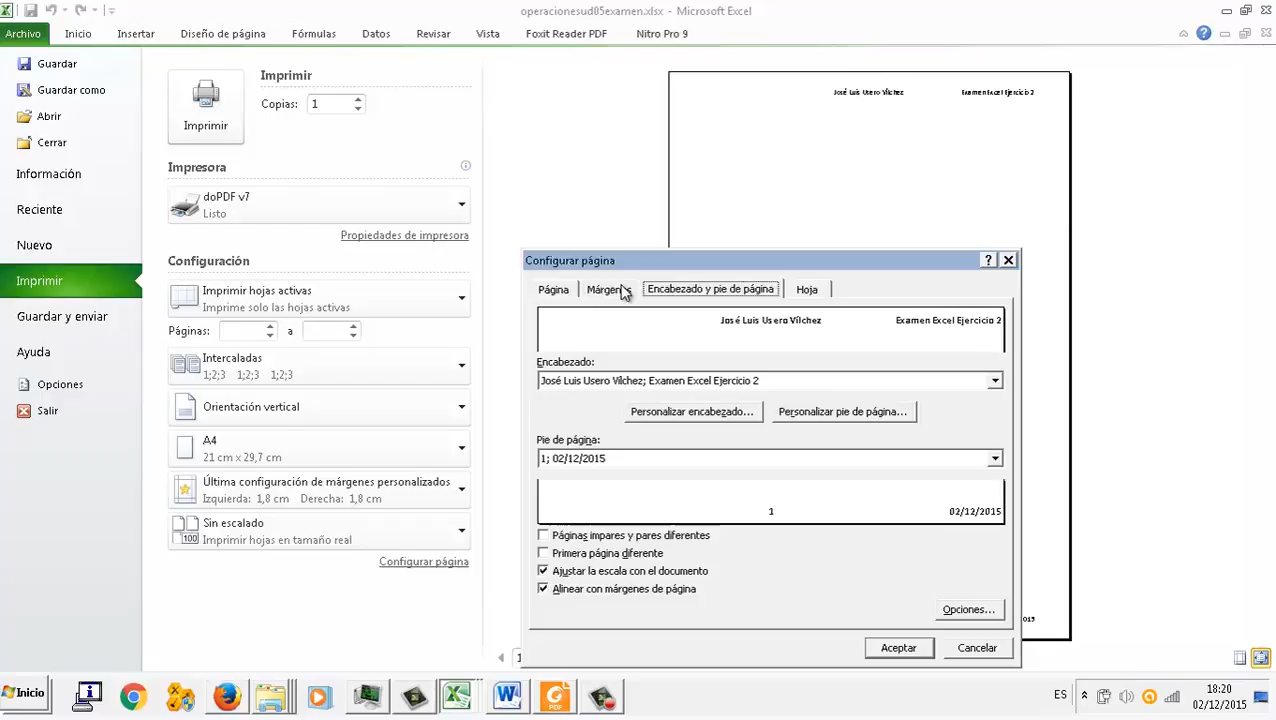 operacionesud05examen.xlsx - Microsoft Excel
Archivo Inicio Insertar Diseño de página Fórmulas Datos Revisar Vista Foxit Reader PDF Nitro Pro 9
Guardar
Guardar como
Abrir
Cerrar
Información
Reciente
Nuevo
Imprimir
Guardar y enviar
Ayuda
Opciones
Salir
Imprimir
Imprimir
Copias: 1
Impresora
doPDF v7
Listo
Propiedades de impresora
Configuración
Imprimir hojas activas
Imprime solo las hojas activas
Páginas: a
Intercaladas
1;2;3 1;2;3 1;2;3
Orientación vertical
A4
21 cm x 29,7 cm
Última configuración de márgenes personalizados
Izquierda: 1,8 cm Derecha: 1,8 cm
Sin escalado
100 Imprimir hojas en tamaño real
Configurar página
José Luis Usero Vílchez Examen Excel Ejercicio 2
Configurar página
Página Márgenes Encabezado y pie de página Hoja
José Luis Usero Vílchez Examen Excel Ejercicio 2
Encabezado:
José Luis Usero Vílchez; Examen Excel Ejercicio 2
Personalizar encabezado... Personalizar pie de página...
Pie de página:
1; 02/12/2015
1 02/12/2015
Páginas impares y pares diferentes
Primera página diferente
Ajustar la escala con el documento
Alinear con márgenes de página
Opciones...
Aceptar Cancelar
015
1
Inicio
PDF
ES
18:20
02/12/2015